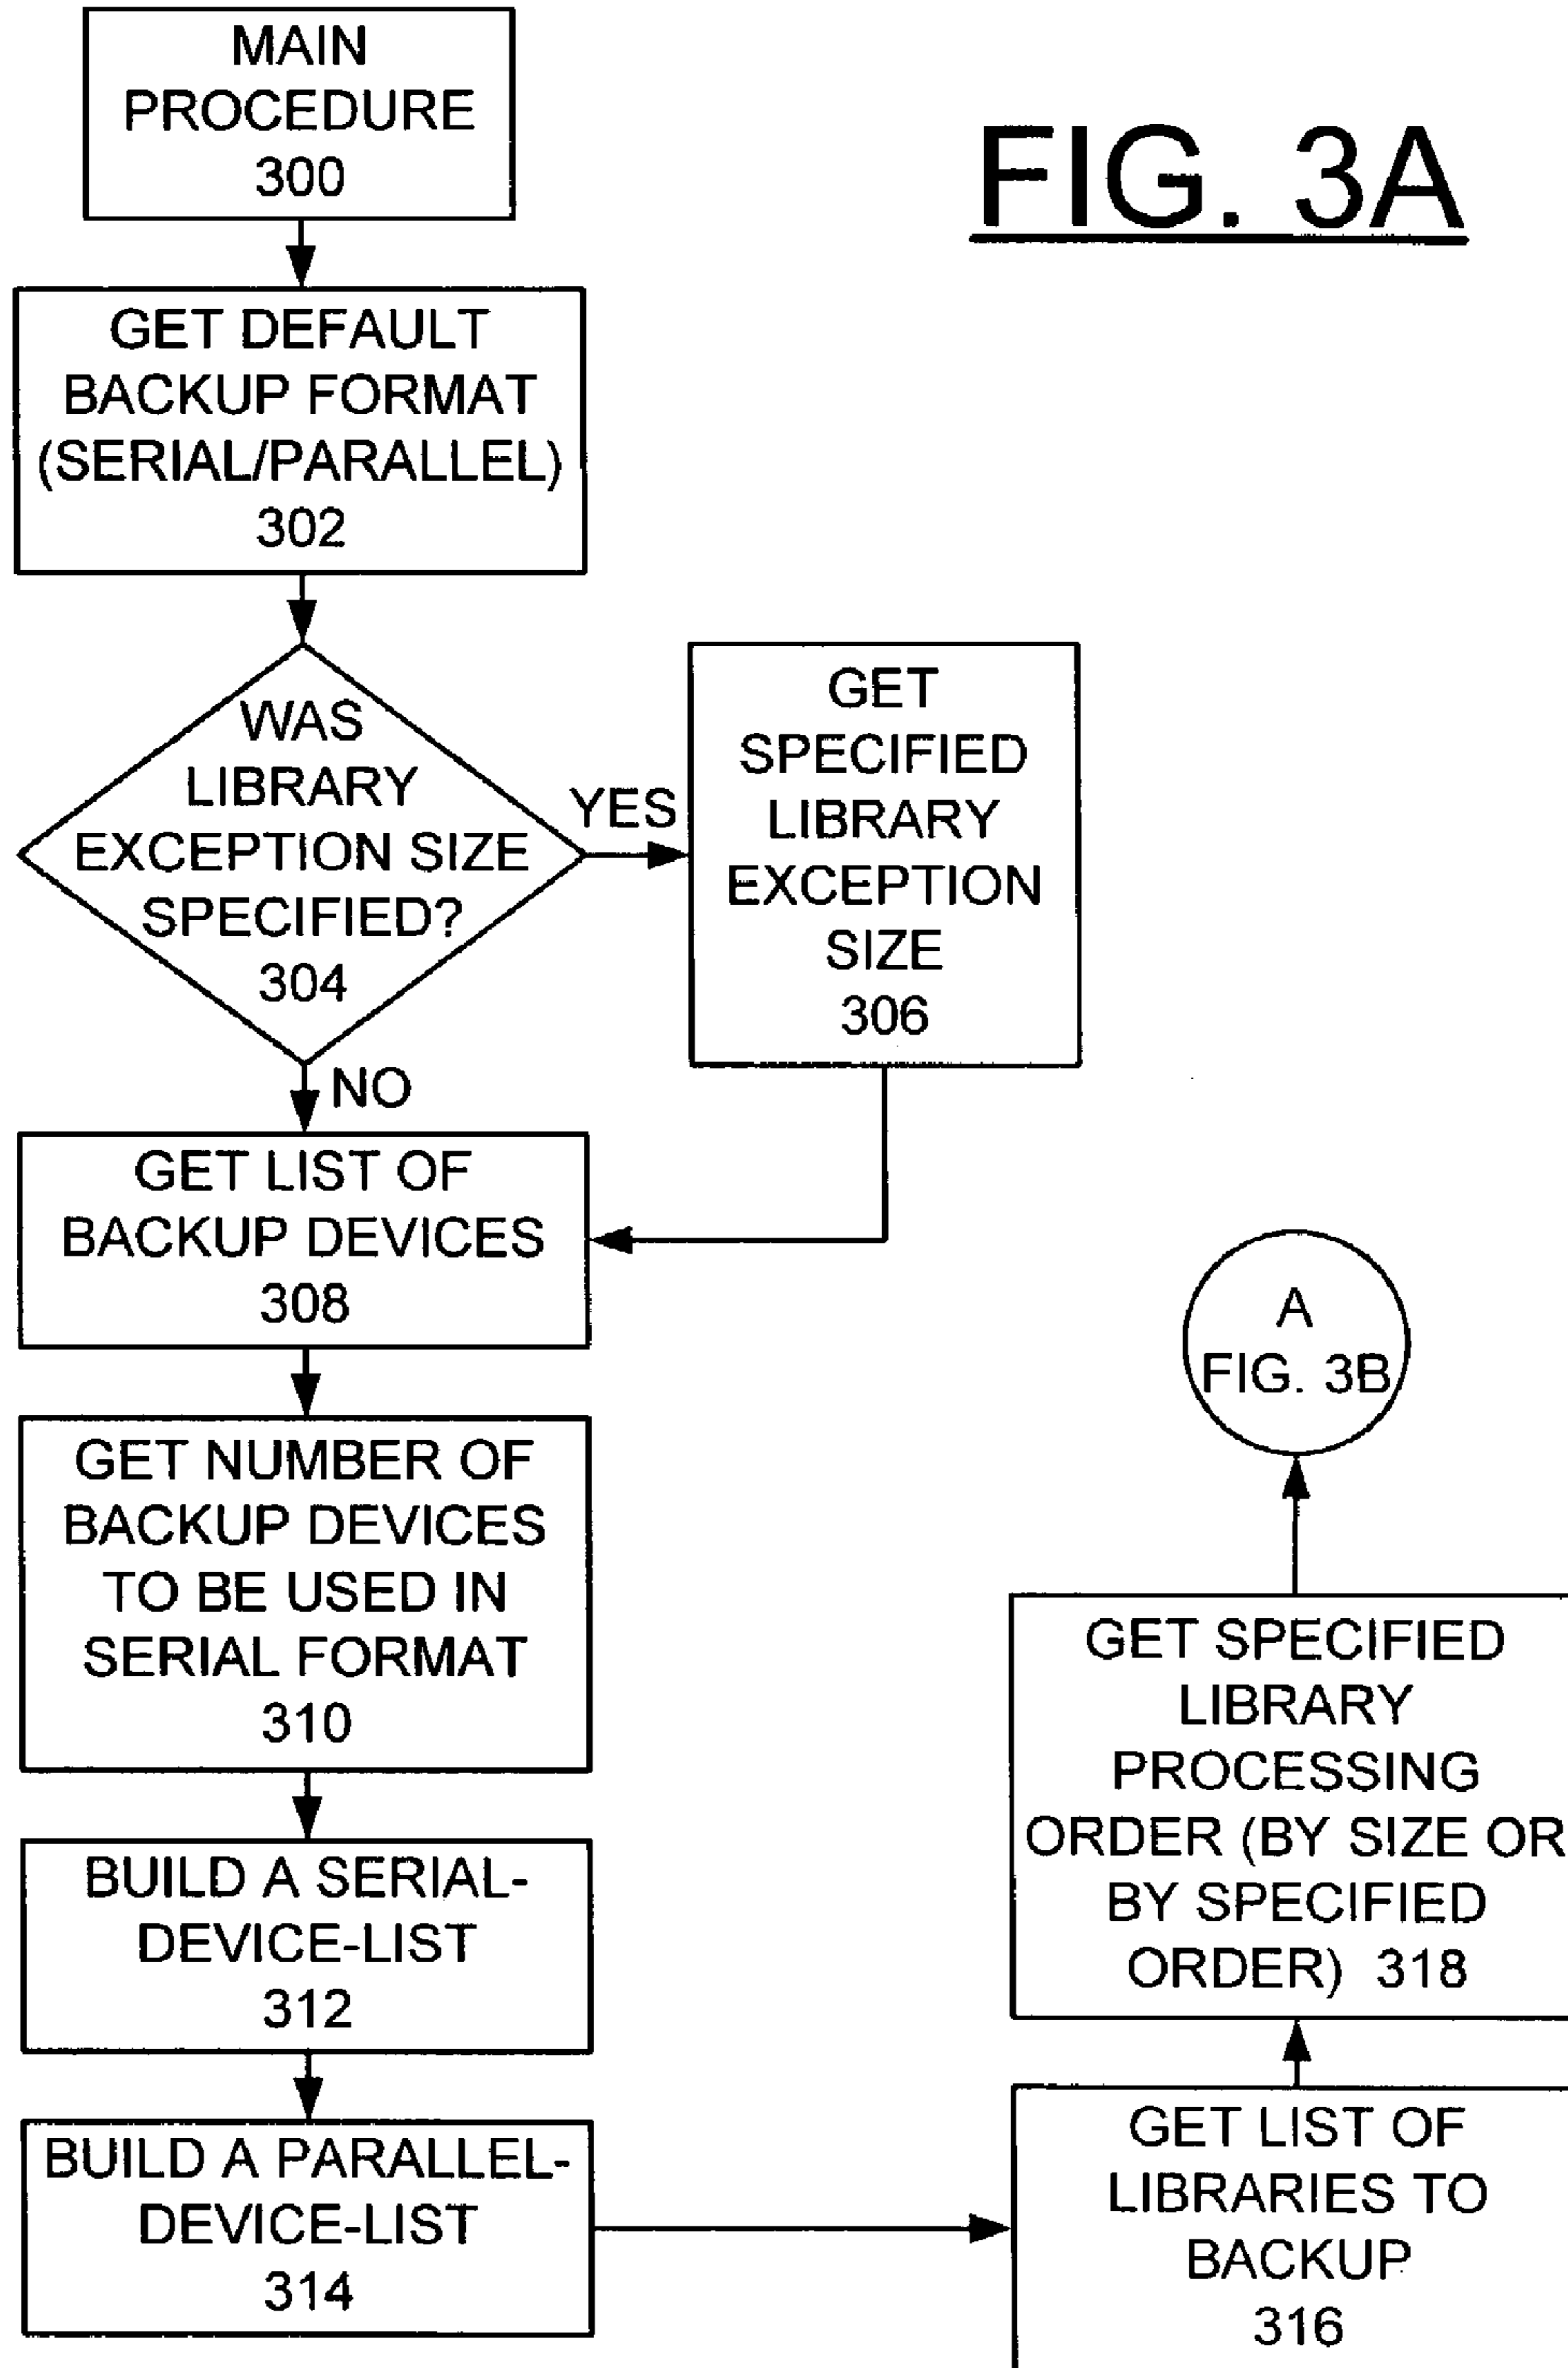 FIG. 3A
MAIN
PROCEDURE
300
GET DEFAULT
BACKUP FORMAT
(SERIAL/PARALLEL)
302
WAS
LIBRARY
EXCEPTION SIZE
SPECIFIED?
304
YES
GET
SPECIFIED
LIBRARY
EXCEPTION
SIZE
306
NO
GET LIST OF
BACKUP DEVICES
308
GET NUMBER OF
BACKUP DEVICES
TO BE USED IN
SERIAL FORMAT
310
BUILD A SERIAL-
DEVICE-LIST
312
BUILD A PARALLEL-
DEVICE-LIST
314
GET LIST OF
LIBRARIES TO
BACKUP
316
GET SPECIFIED
LIBRARY
PROCESSING
ORDER (BY SIZE OR
BY SPECIFIED
ORDER) 318
A
FIG. 3B